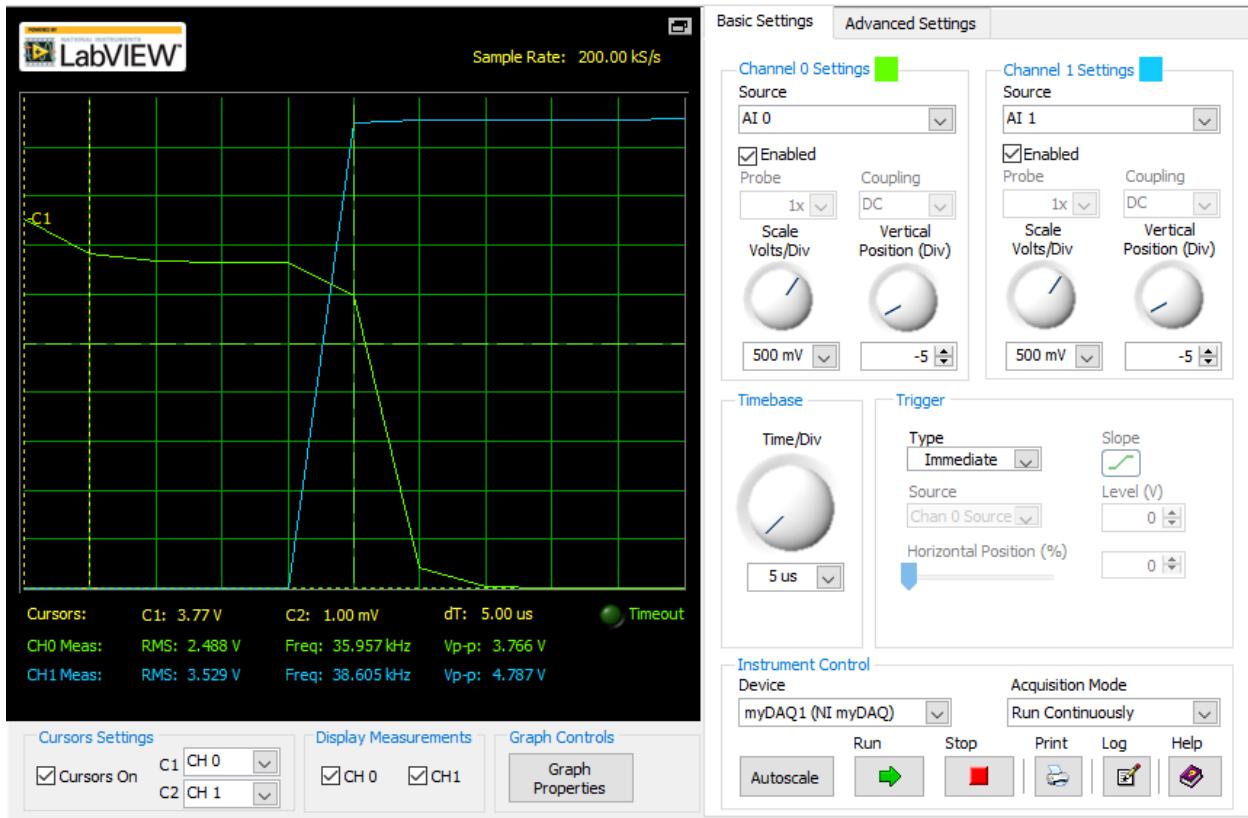 POWERED BY
NATIONAL INSTRUMENTS
LabVIEW™
Sample Rate: 200.00 kS/s
C1
Cursors: C1: 3.77 V C2: 1.00 mV dT: 5.00 us Timeout
CH0 Meas: RMS: 2.488 V Freq: 35.957 kHz Vp-p: 3.766 V
CH1 Meas: RMS: 3.529 V Freq: 38.605 kHz Vp-p: 4.787 V
Cursors Settings
Cursors On
C1 CH 0
C2 CH 1
Display Measurements
CH 0 CH1
Graph Controls
Graph
Properties
Basic Settings Advanced Settings
Channel 0 Settings
Source
AI 0
Enabled
Probe Coupling
1x DC
Scale Vertical
Volts/Div Position (Div)
500 mV -5
Channel 1 Settings
Source
AI 1
Enabled
Probe Coupling
1x DC
Scale Vertical
Volts/Div Position (Div)
500 mV -5
Timebase
Time/Div
5 us
Trigger
Type Slope
Immediate
Source Level (V)
Chan 0 Source 0
Horizontal Position (%)
0
Instrument Control
Device Acquisition Mode
myDAQ1 (NI myDAQ) Run Continuously
Run Stop Print Log Help
Autoscale